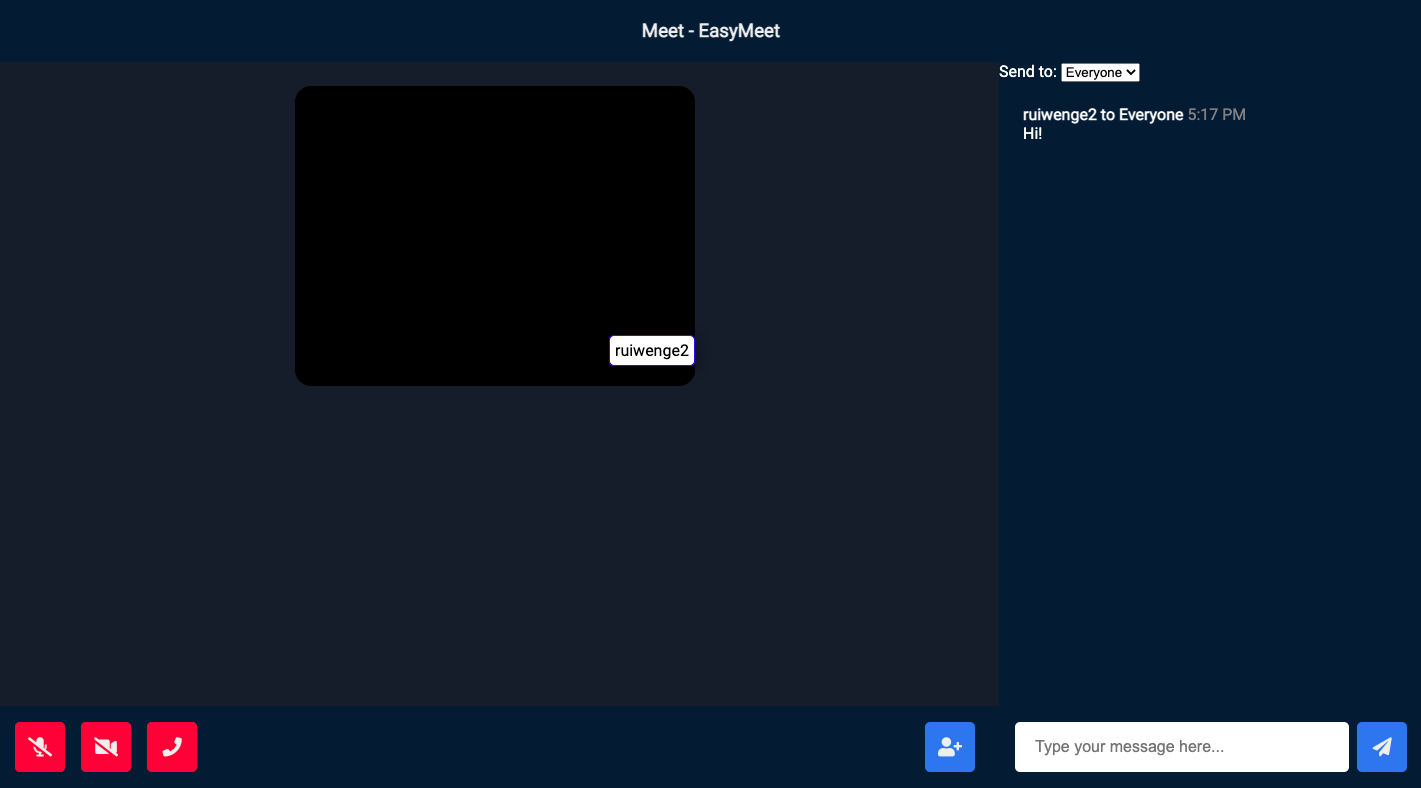 Meet - EasyMeet
Send to: Everyone
ruiwenge2 to Everyone 5:17 PM
Hi!
ruiwenge2
Type your message here...